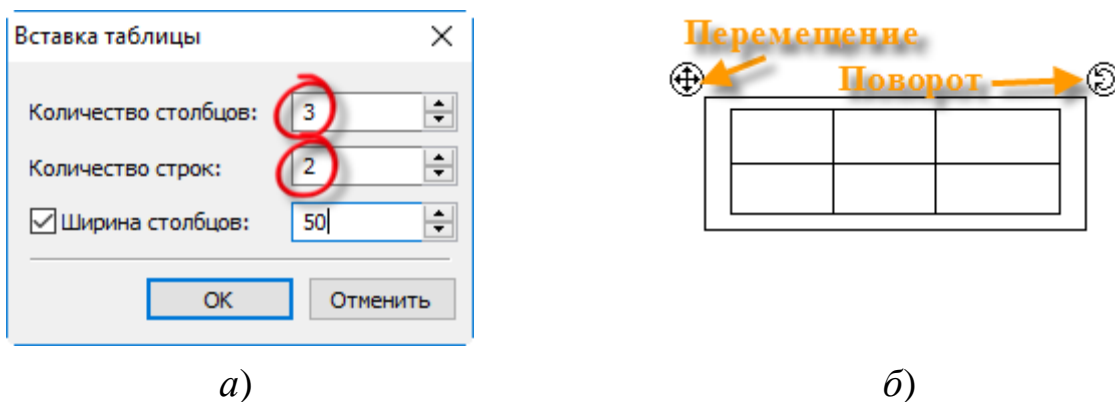 Вставка таблицы
Количество столбцов: 3
Количество строк: 2
Ширина столбцов: 50
OK Отменить
а)
Перемещение
Поворот
б)